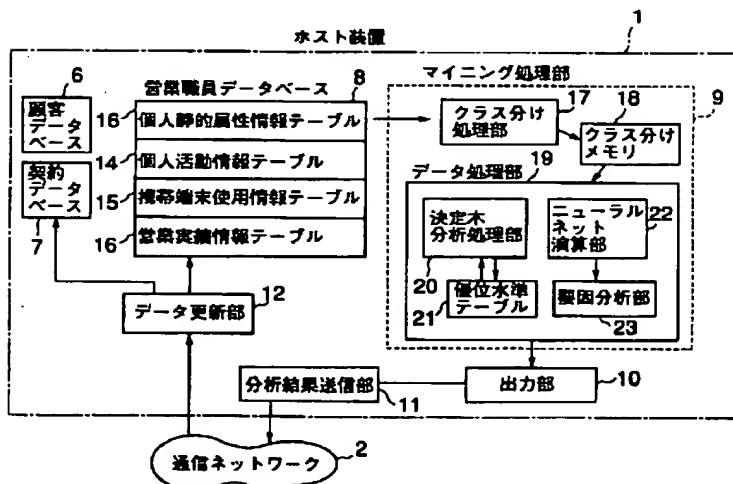 ホスト装置
1
6
顧客
データ
ベース
契約
データ
ベース
7
営業職員データベース
8
16
個人静的属性情報テーブル
14
個人活動情報テーブル
15
携帯端末使用情報テーブル
16
営業実績情報テーブル
データ更新部
12
マイニング処理部
9
クラス分け
処理部
17
18
クラス分け
メモリ
データ処理部
19
決定木
分析処理部
20
優位水準
テーブル
21
ニューラル
ネット
演算部
22
要因分析部
23
分析結果送信部
11
出力部
10
通信ネットワーク
2